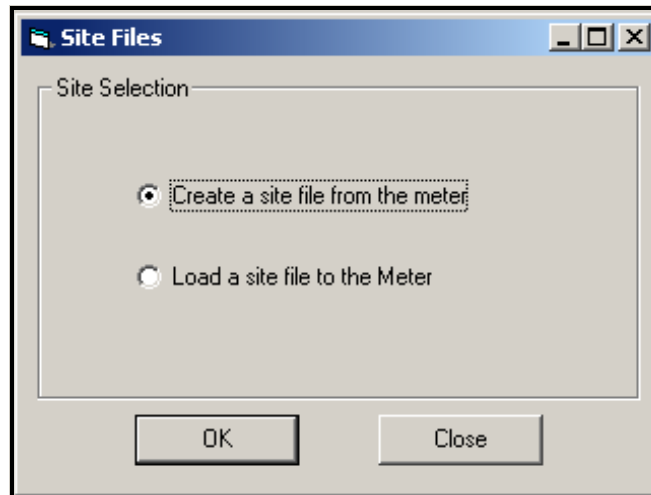 Site Files
Site Selection
Create a site file from the meter
Load a site file to the Meter
OK
Close